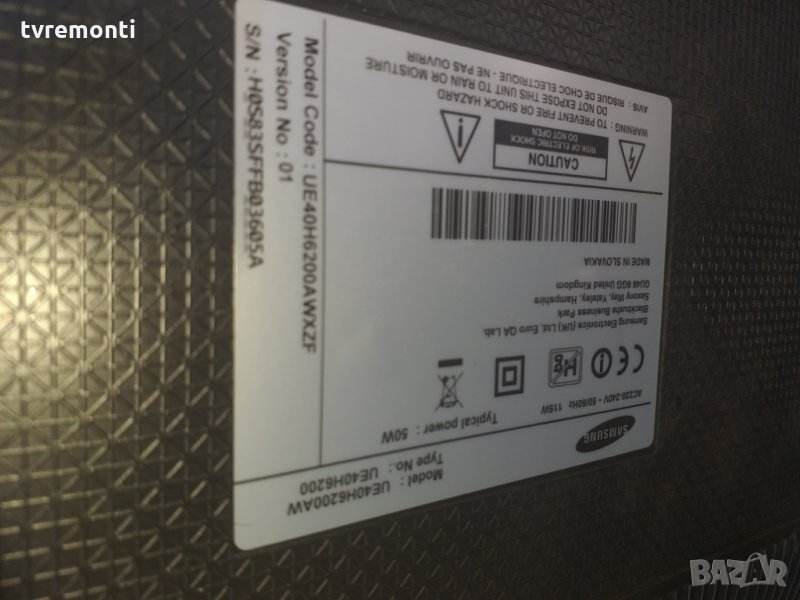 tvremonti
Model : UE40H6200AW
Type No.: UE40H6200
SAMSUNG
AC220-240V ~ 50/60Hz 115W
Typical power : 50W
CE
Hg
Samsung Electronics (UK) Ltd, Euro QA Lab.
Blackbushe Business Park
Saxony Way, Yateley, Hampshire
GU46 6GG United Kingdom
MADE IN SLOVAKIA
CAUTION
RISK OF ELECTRIC SHOCK
DO NOT OPEN
WARNING : TO PREVENT FIRE OR SHOCK HAZARD
DO NOT EXPOSE THIS UNIT TO RAIN OR MOISTURE
AVIS : RISQUE DE CHOC ELECTRIQUE - NE PAS OUVRIR
Model Code : UE40H6200AWXZF
Version No : 01
S/N : H0S83SFFB03605A
BAZAR